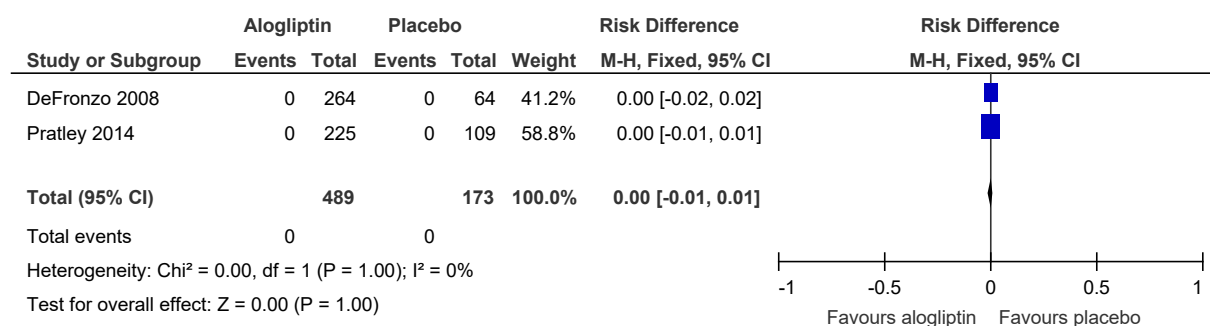 Alogliptin Placebo Risk Difference Risk Difference
Study or Subgroup Events Total Events Total Weight M-H, Fixed, 95% CI M-H, Fixed, 95% CI
DeFronzo 2008 0 264 0 64 41.2% 0.00 [-0.02, 0.02]
Pratley 2014 0 225 0 109 58.8% 0.00 [-0.01, 0.01]
Total (95% CI) 489 173 100.0% 0.00 [-0.01, 0.01]
Total events 0 0
Heterogeneity: Chi² = 0.00, df = 1 (P = 1.00); I² = 0%
Test for overall effect: Z = 0.00 (P = 1.00)
-1 -0.5 0 0.5 1
Favours alogliptin Favours placebo